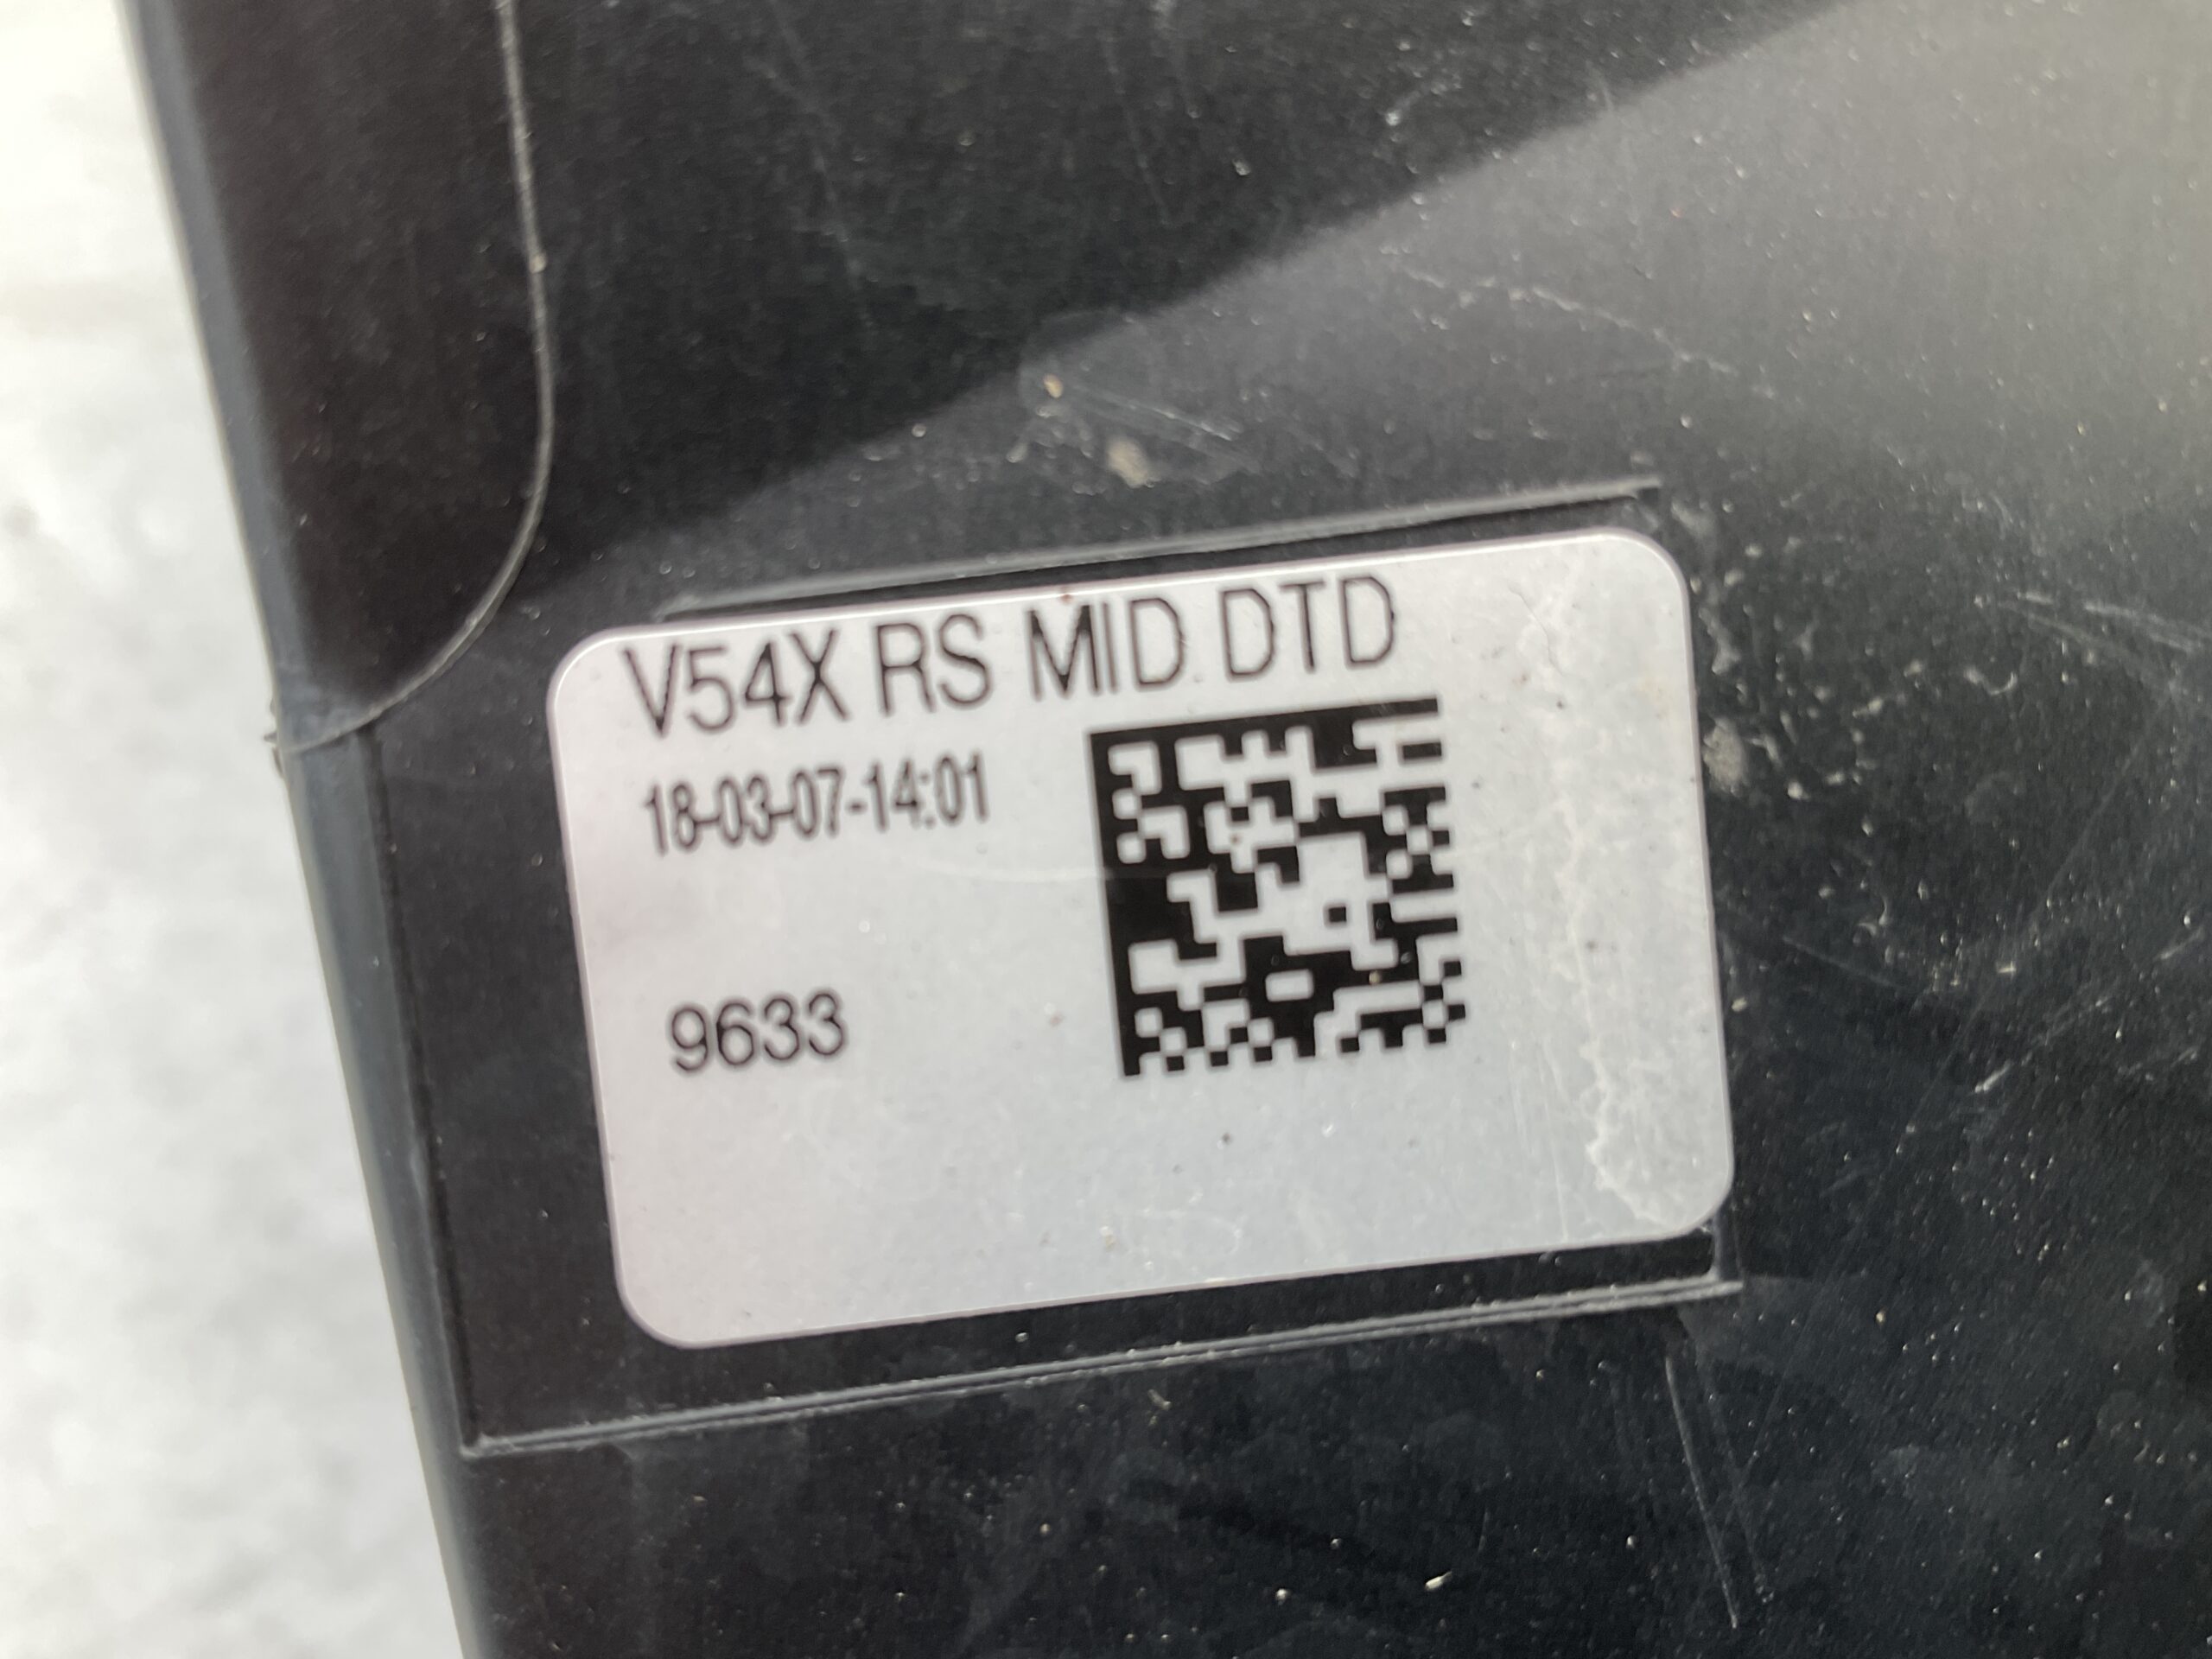 V54X RS MID DTD
18-03-07-14:01
9633